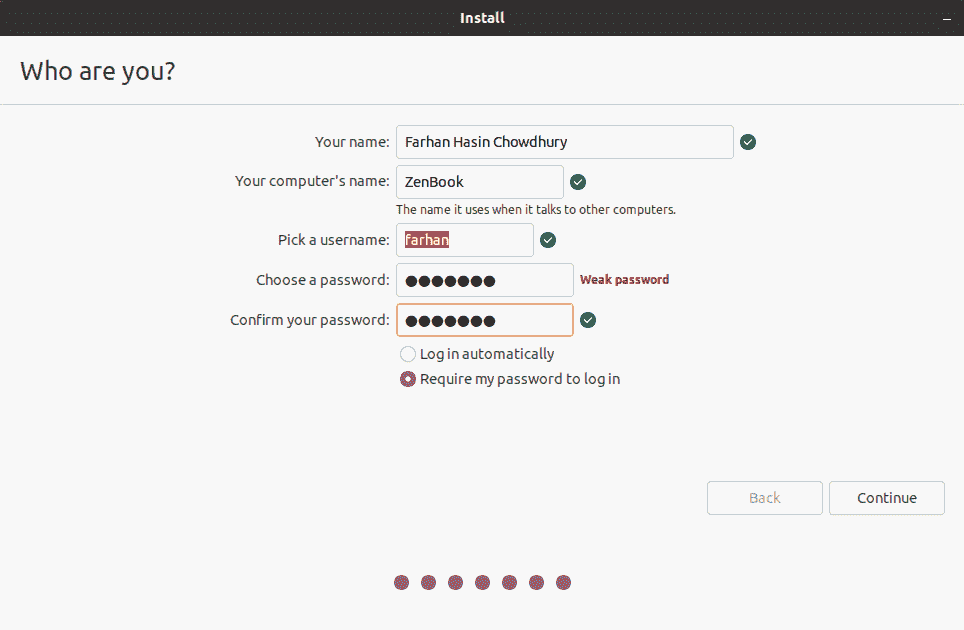 Install
Who are you?
Your name: Farhan Hasin Chowdhury
Your computer's name: ZenBook
The name it uses when it talks to other computers.
Pick a username: farhan
Choose a password: ●●●●●●● Weak password
Confirm your password: ●●●●●●●
Log in automatically
Require my password to log in
Back Continue